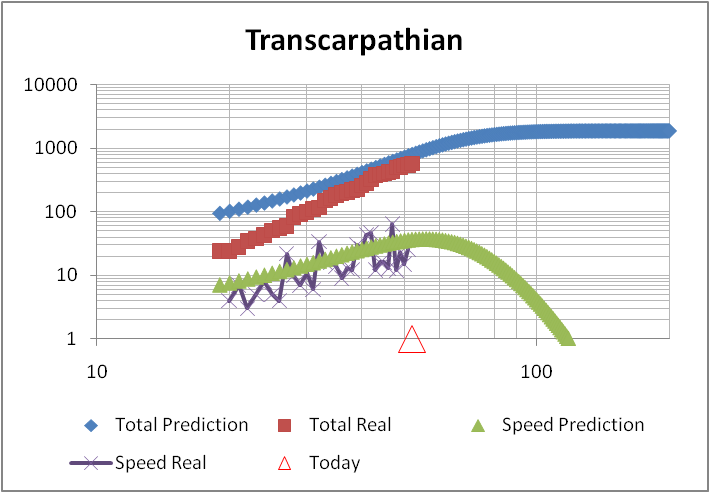 Transcarpathian
10000
1000
100
10
1
10 100
Total Prediction Total Real Speed Prediction
Speed Real Today